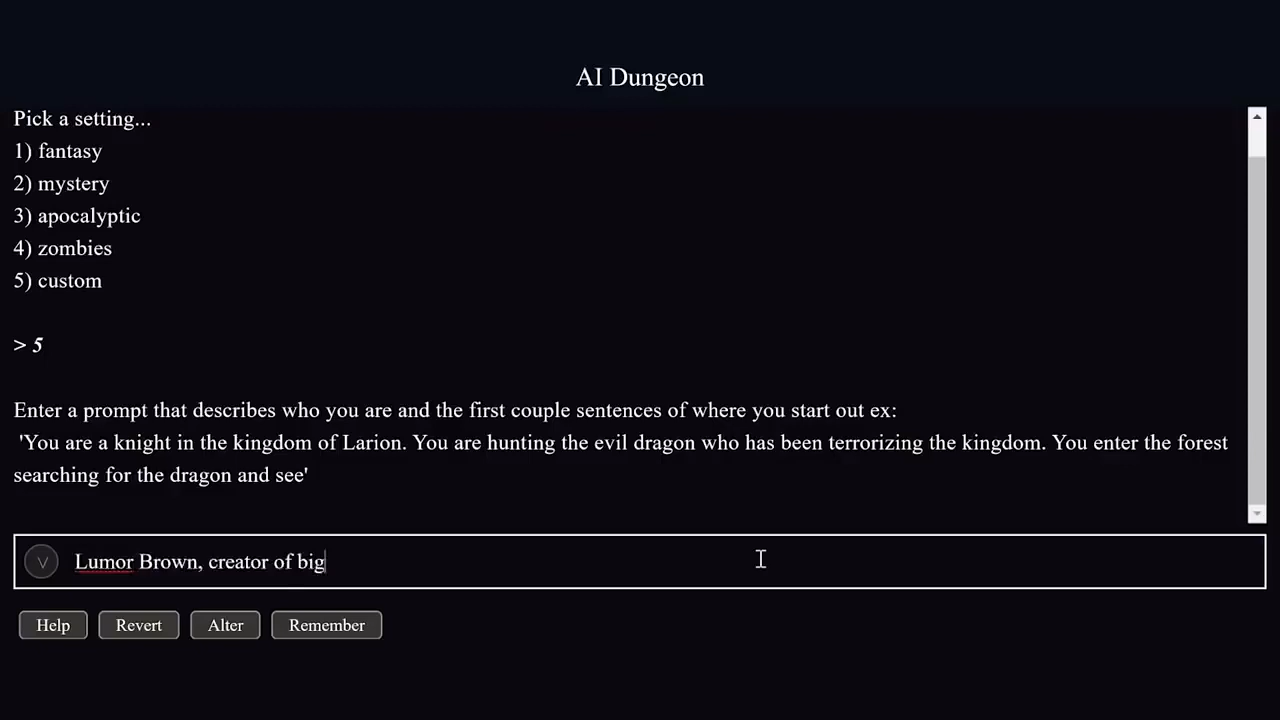 AI Dungeon
Pick a setting...
1) fantasy
2) mystery
3) apocalyptic
4) zombies
5) custom
> 5
Enter a prompt that describes who you are and the first couple sentences of where you start out ex:
'You are a knight in the kingdom of Larion. You are hunting the evil dragon who has been terrorizing the kingdom. You enter the forest
searching for the dragon and see'
V Lumor Brown, creator of big
Help Revert Alter Remember